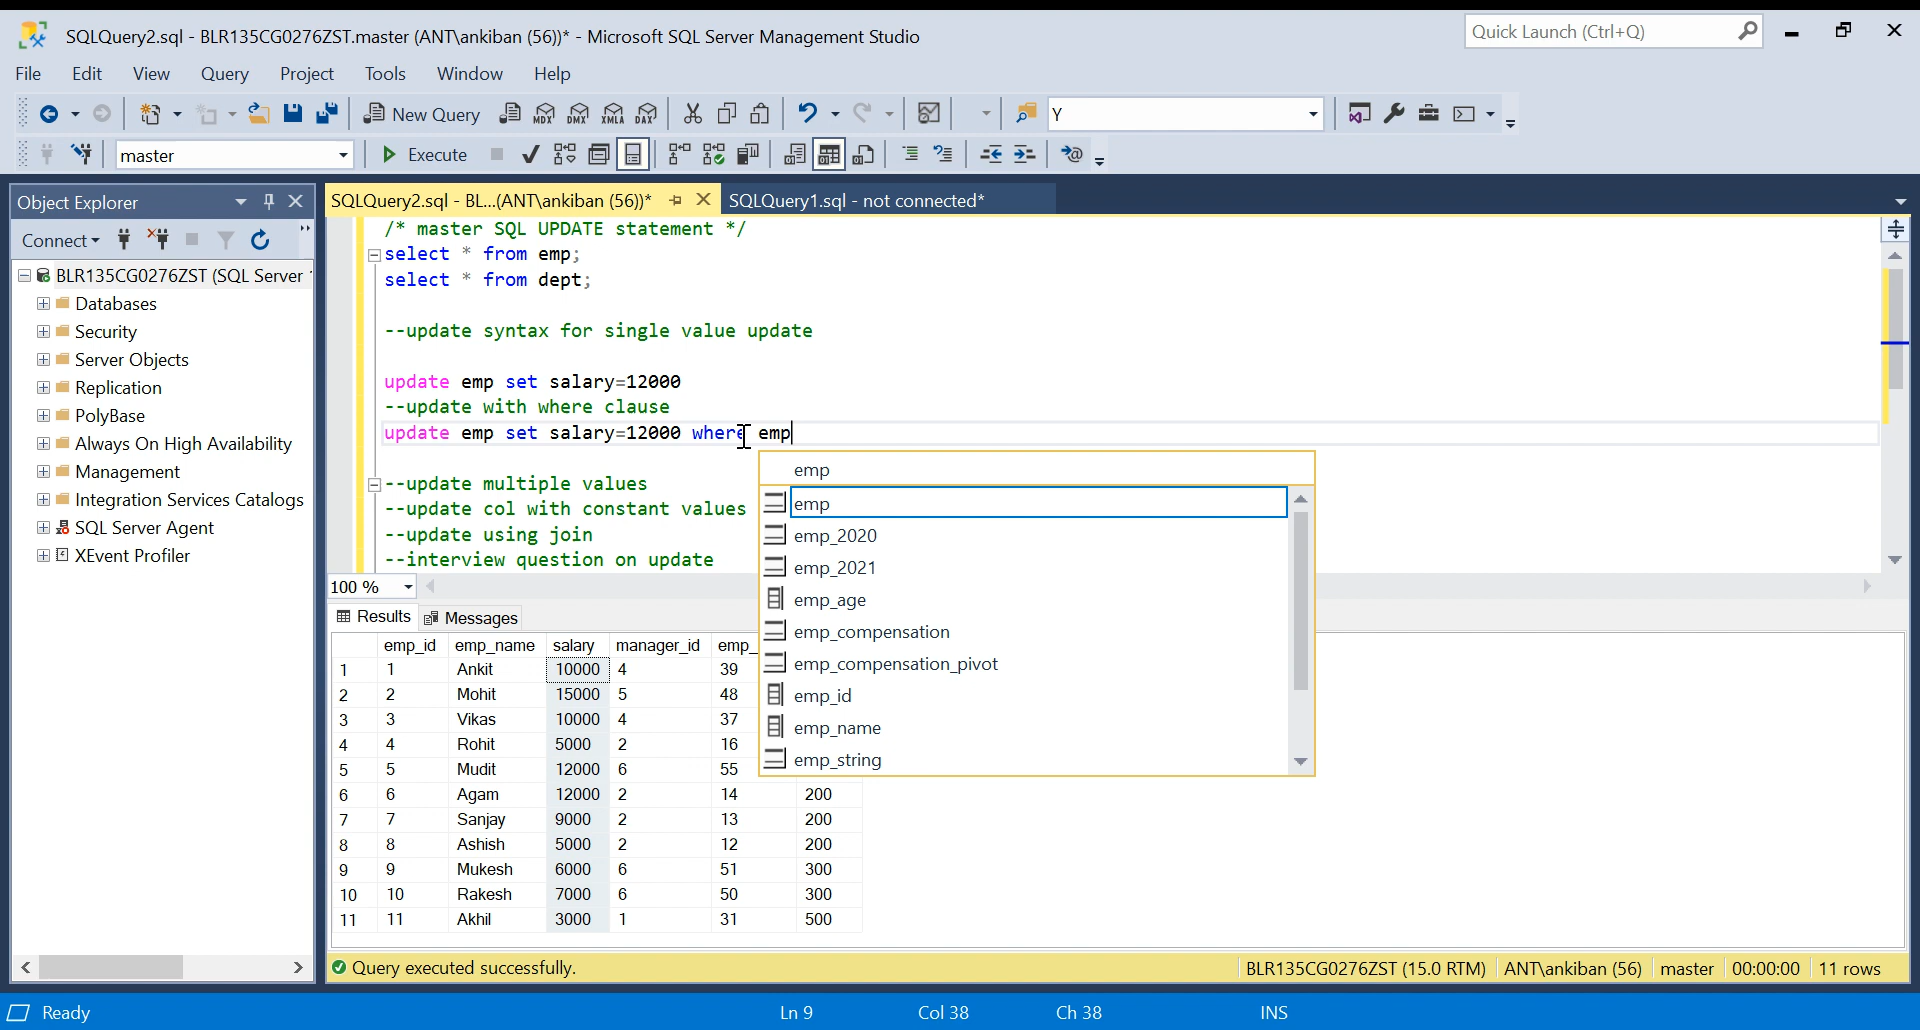 SQLQuery2.sql - BLR135CG0276ZST.master (ANT\ankiban (56))* - Microsoft SQL Server Management Studio
Quick Launch (Ctrl+Q)
File Edit View Query Project Tools Window Help
New Query MDX DMX XMLA DAX Y
master Execute
Object Explorer
Connect
BLR135CG0276ZST (SQL Server
Databases
Security
Server Objects
Replication
PolyBase
Always On High Availability
Management
Integration Services Catalogs
SQL Server Agent
XEvent Profiler
SQLQuery2.sql - BL...(ANT\ankiban (56))* SQLQuery1.sql - not connected*
/* master SQL UPDATE statement */
select * from emp;
select * from dept;
--update syntax for single value update
update emp set salary=12000
--update with where clause
update emp set salary=12000 where emp
--update multiple values
--update col with constant values
--update using join
--interview question on update
emp
emp
emp_2020
emp_2021
emp_age
emp_compensation
emp_compensation_pivot
emp_id
emp_name
emp_string
100 %
Results Messages
emp_id emp_name salary manager_id emp_
1 1 Ankit 10000 4 39
2 2 Mohit 15000 5 48
3 3 Vikas 10000 4 37
4 4 Rohit 5000 2 16
5 5 Mudit 12000 6 55
6 6 Agam 12000 2 14 200
7 7 Sanjay 9000 2 13 200
8 8 Ashish 5000 2 12 200
9 9 Mukesh 6000 6 51 300
10 10 Rakesh 7000 6 50 300
11 11 Akhil 3000 1 31 500
Query executed successfully. BLR135CG0276ZST (15.0 RTM) ANT\ankiban (56) master 00:00:00 11 rows
Ready Ln 9 Col 38 Ch 38 INS